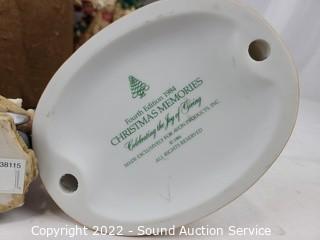 Fourth Edition 1984
CHRISTMAS MEMORIES
Celebrating the Joy of Giving
MADE EXCLUSIVELY FOR AVON PRODUCTS, INC.
© 1984
ALL RIGHTS RESERVED
38115
Copyright 2022 - Sound Auction Service